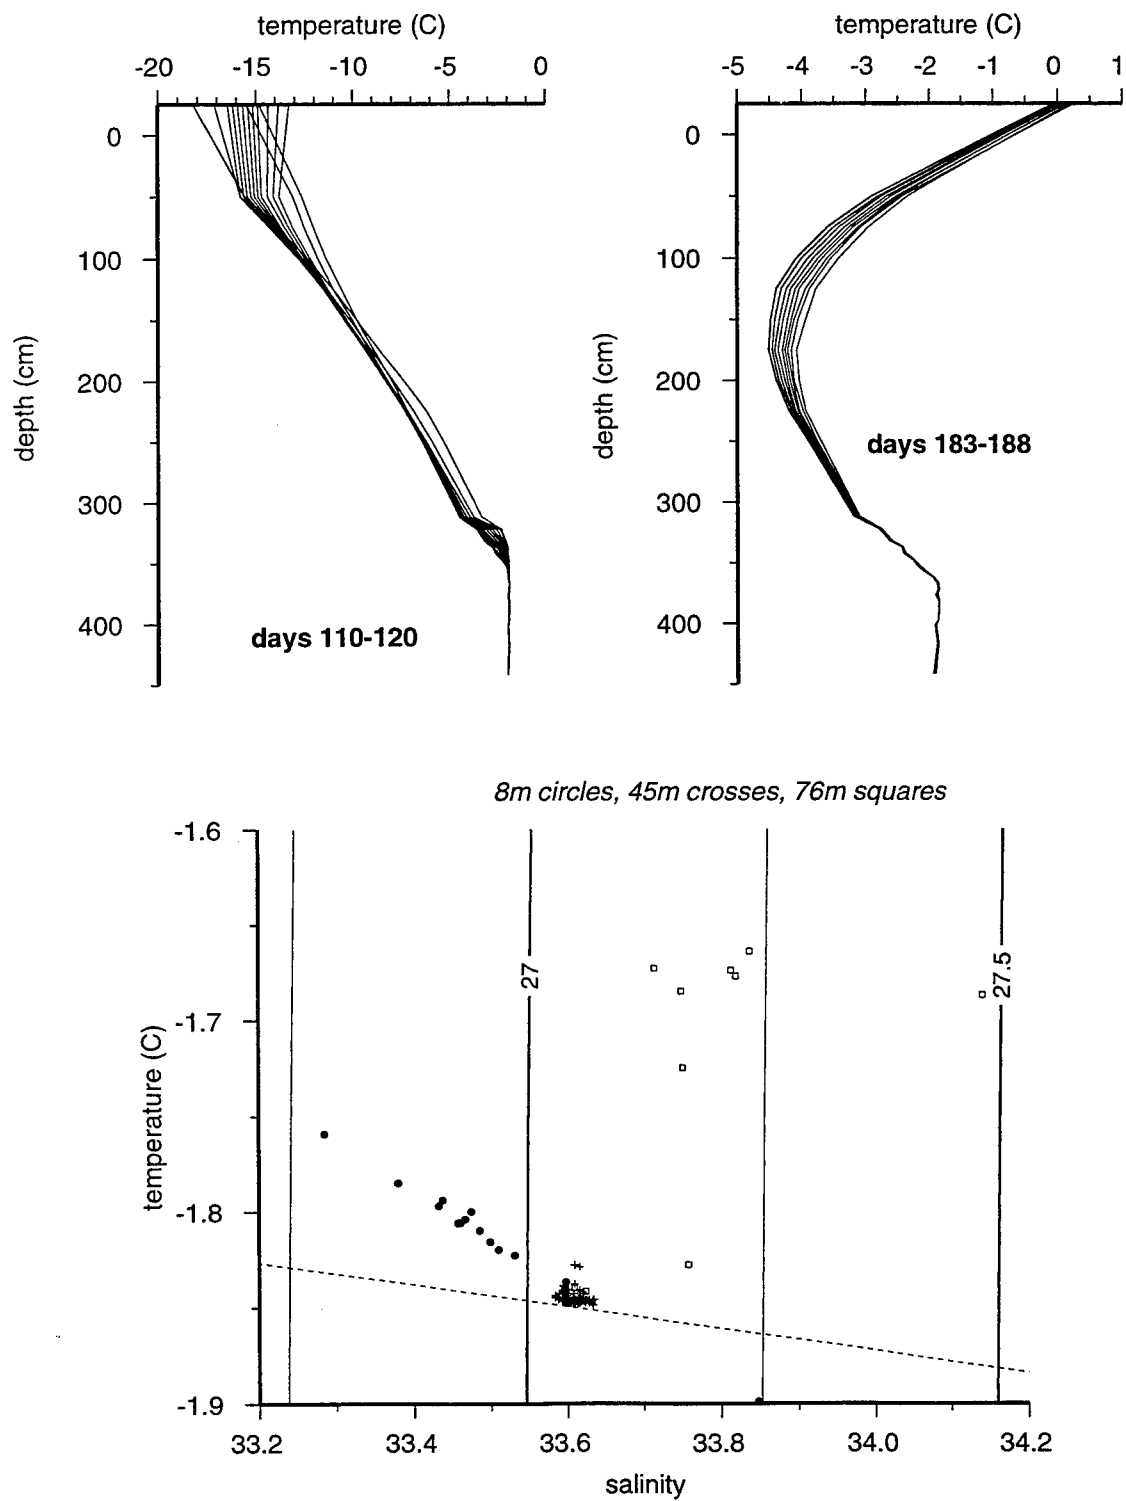 temperature (C)
-20 -15 -10 -5 0
0
100
200
300
400
depth (cm)
days 110-120
temperature (C)
-5 -4 -3 -2 -1 0 1
0
100
200
300
400
depth (cm)
days 183-188
8m circles, 45m crosses, 76m squares
-1.6
-1.7
-1.8
-1.9
temperature (C)
27
27.5
33.2 33.4 33.6 33.8 34.0 34.2
salinity